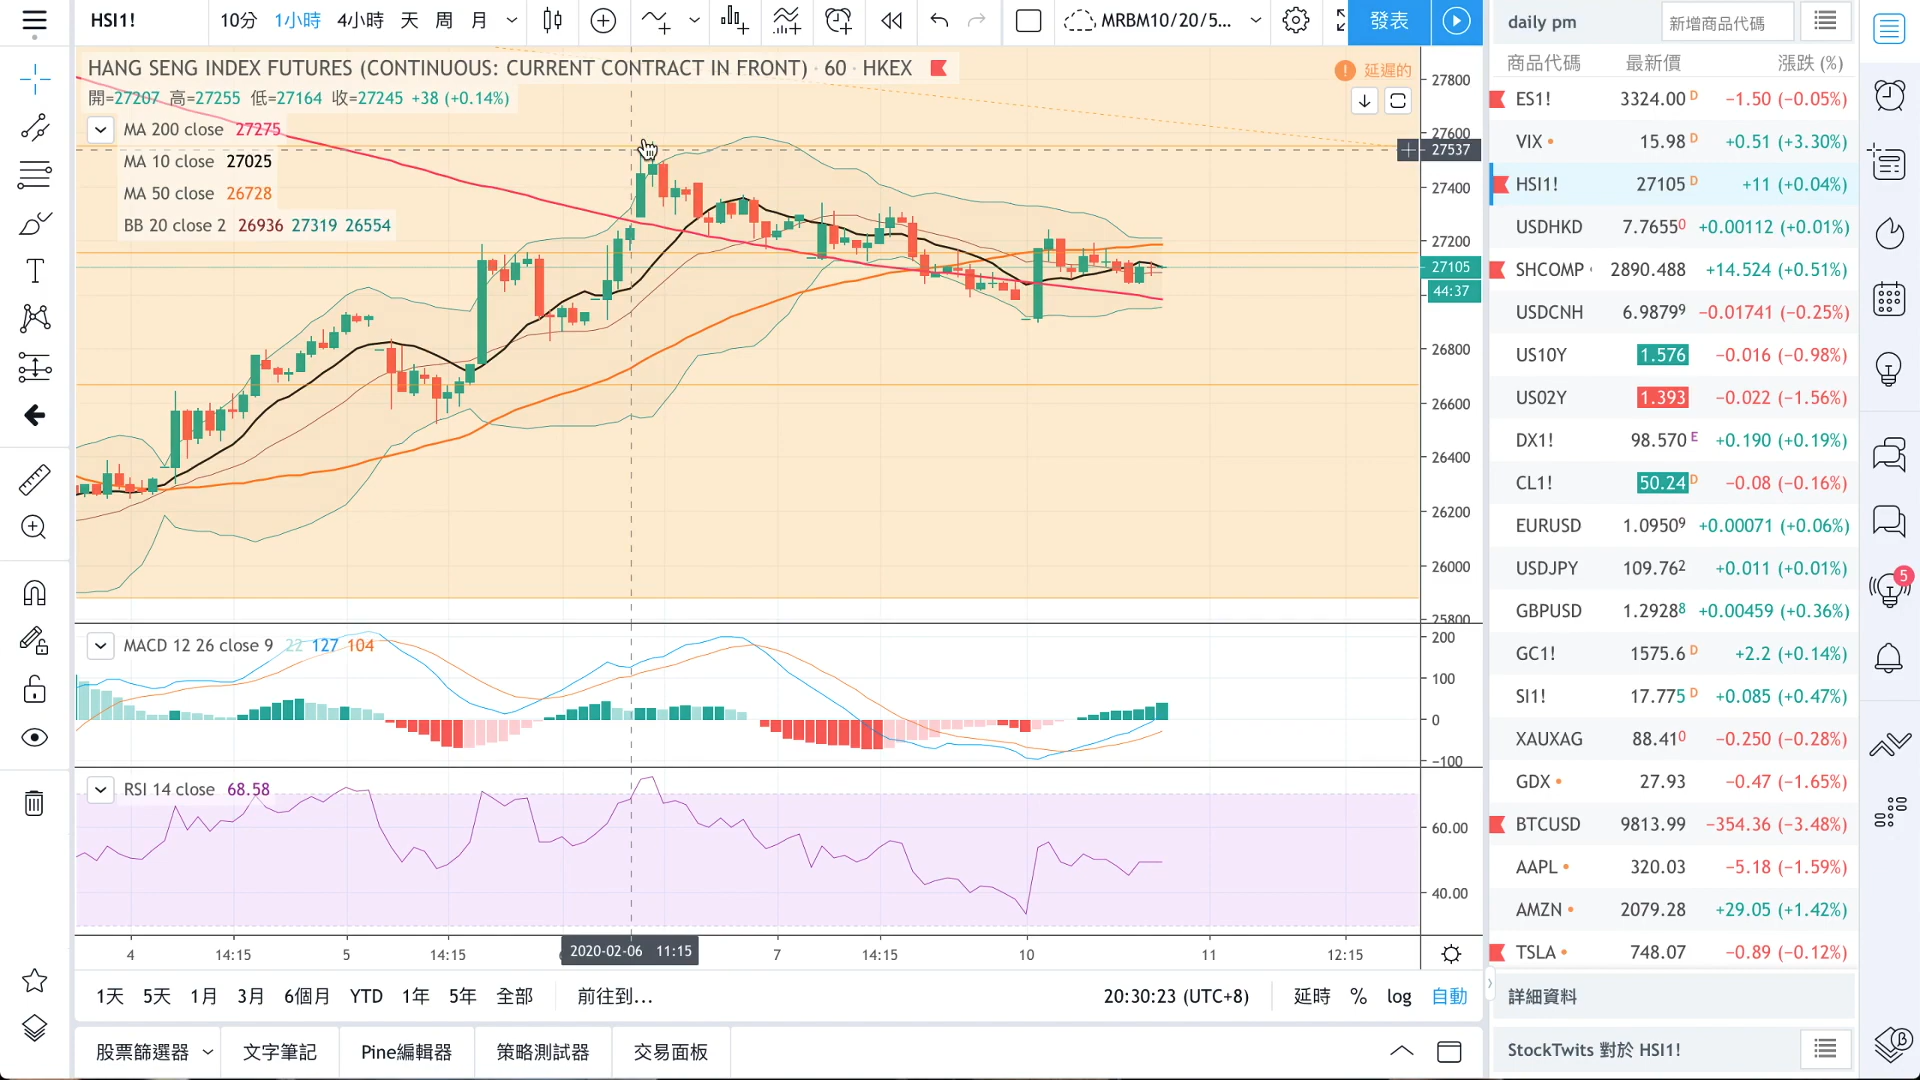 HSI1! 10分 1小時 4小時 天 周 月 MRBM10/20/5... 發表
HANG SENG INDEX FUTURES (CONTINUOUS: CURRENT CONTRACT IN FRONT) · 60 · HKEX
延遲的
開=27207 高=27255 低=27164 收=27245 +38 (+0.14%)
MA 200 close 27275
MA 10 close 27025
MA 50 close 26728
BB 20 close 2 26936 27319 26554
27800
27600
27537
27400
27200
27105
44:37
26800
26600
26400
26200
26000
25800
MACD 12 26 close 9 22 127 104
200
100
0
−100
RSI 14 close 68.58
60.00
40.00
4 14:15 5 14:15 2020-02-06 11:15 7 14:15 10 11 12:15
1天 5天 1月 3月 6個月 YTD 1年 5年 全部 前往到... 20:30:23 (UTC+8) 延時 % log 自動
股票篩選器 文字筆記 Pine編輯器 策略測試器 交易面板
daily pm 新增商品代碼
商品代碼 最新價 漲跌 (%)
ES1! 3324.00 D −1.50 (−0.05%)
VIX 15.98 D +0.51 (+3.30%)
HSI1! 27105 D +11 (+0.04%)
USDHKD 7.76550 +0.00112 (+0.01%)
SHCOMP 2890.488 +14.524 (+0.51%)
USDCNH 6.98799 −0.01741 (−0.25%)
US10Y 1.576 −0.016 (−0.98%)
US02Y 1.393 −0.022 (−1.56%)
DX1! 98.570 E +0.190 (+0.19%)
CL1! 50.24 D −0.08 (−0.16%)
EURUSD 1.09509 +0.00071 (+0.06%)
USDJPY 109.762 +0.011 (+0.01%)
GBPUSD 1.29288 +0.00459 (+0.36%)
GC1! 1575.6 D +2.2 (+0.14%)
SI1! 17.775 D +0.085 (+0.47%)
XAUXAG 88.410 −0.250 (−0.28%)
GDX 27.93 −0.47 (−1.65%)
BTCUSD 9813.99 −354.36 (−3.48%)
AAPL 320.03 −5.18 (−1.59%)
AMZN 2079.28 +29.05 (+1.42%)
TSLA 748.07 −0.89 (−0.12%)
詳細資料
StockTwits 對於 HSI1!
5
β